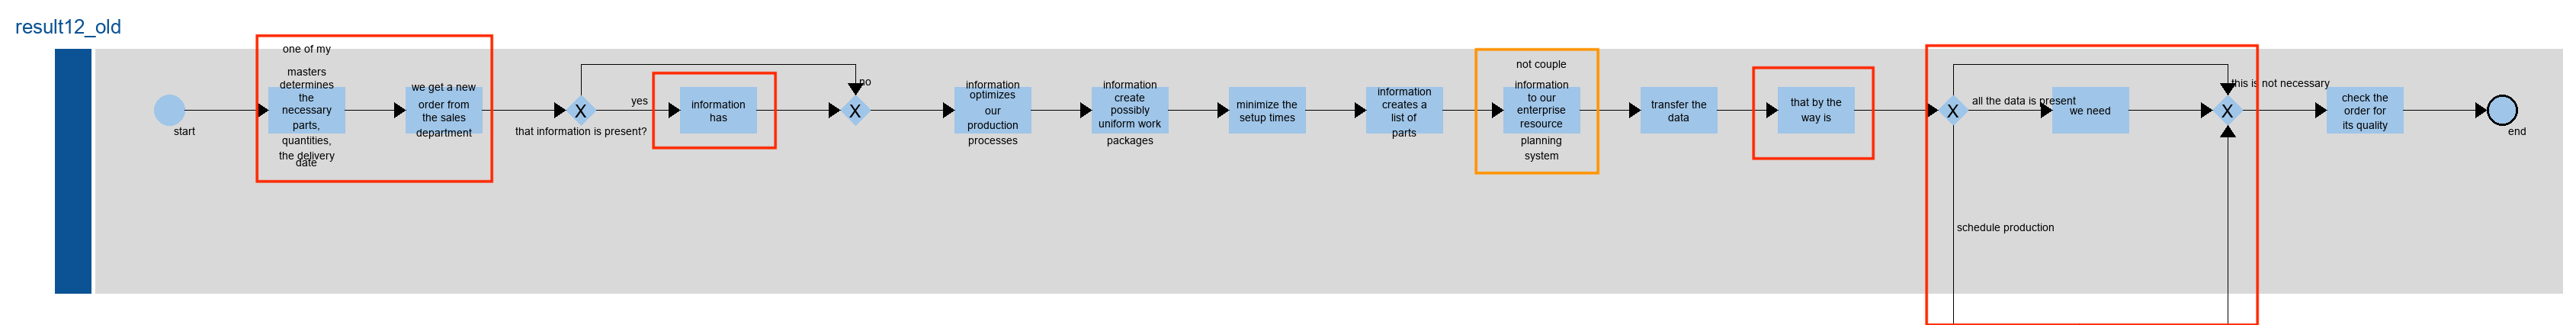 result12_old
start
one of my
masters
determines
the
necessary
parts,
quantities,
the delivery
date
we get a new
order from
the sales
department
X
that information is present?
yes
information
has
no
X
information
optimizes
our
production
processes
information
create
possibly
uniform work
packages
minimize the
setup times
information
creates a
list of
parts
not couple
information
to our
enterprise
resource
planning
system
transfer the
data
that by the
way is
X
all the data is present
schedule production
we need
this is not necessary
X
check the
order for
its quality
end